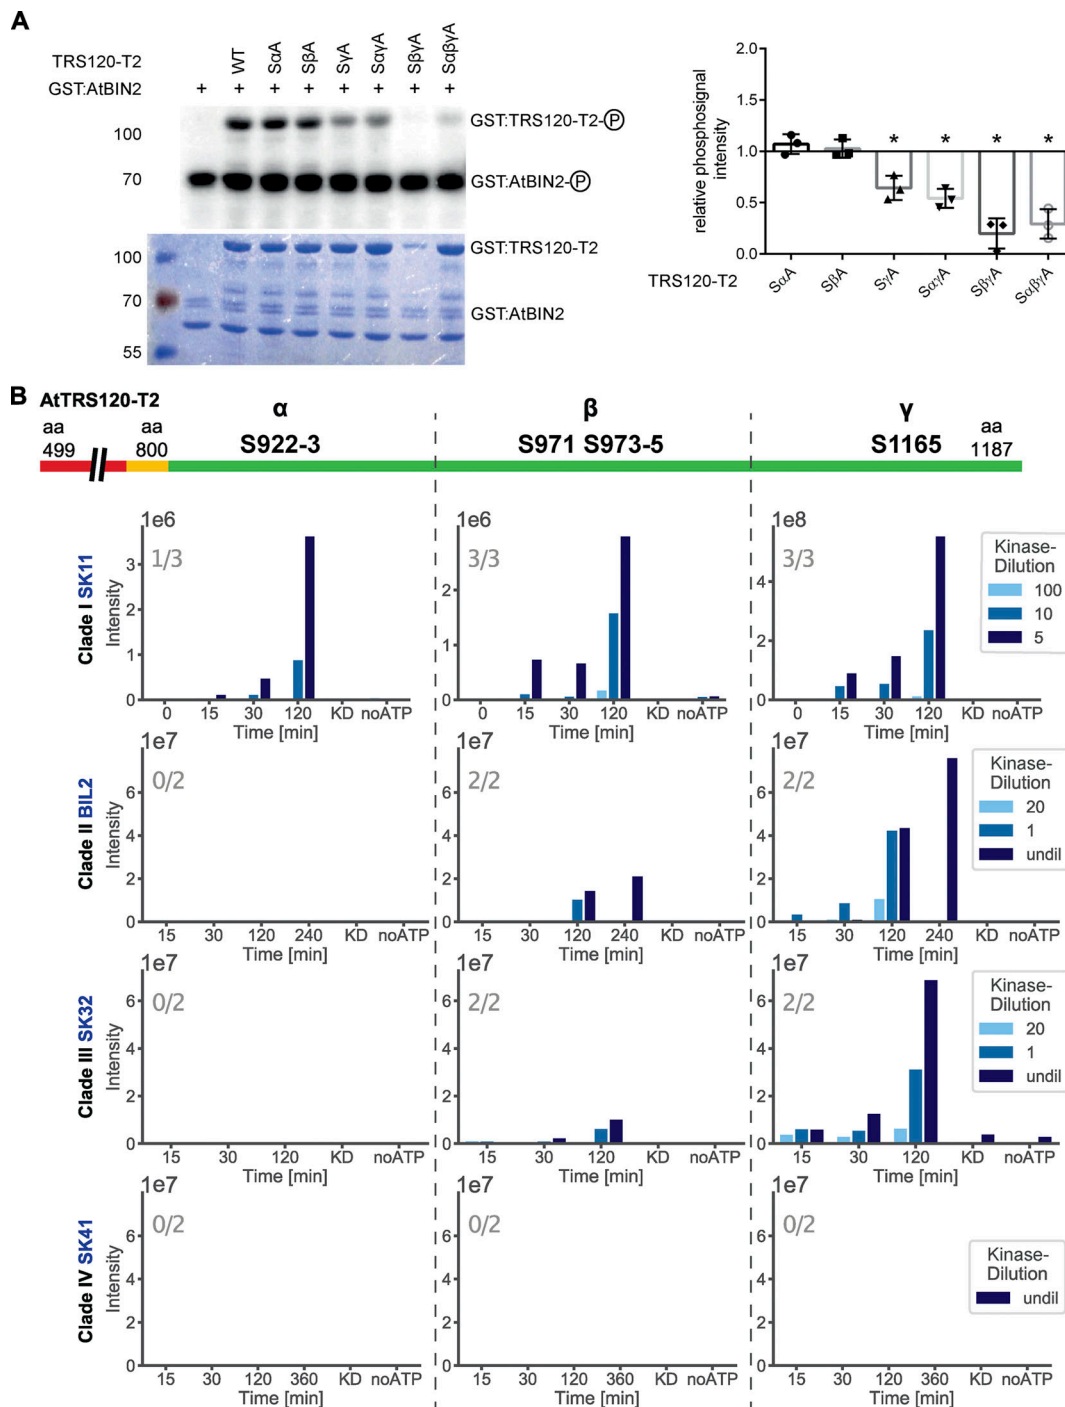 A
TRS120-T2 WT SαA SβA SγA SαγA SβγA SαβγA
GST:AtBIN2 + + + + + + + +
100 GST:TRS120-T2-P
70 GST:AtBIN2-P
100 GST:TRS120-T2
70 GST:AtBIN2
55
relative phosphosignal
intensity
2.0
1.5
1.0
0.5
0.0
* * * *
TRS120-T2 SαA SβA SγA SαγA SβγA SαβγA
B
AtTRS120-T2
aa 499 aa 800 aa 1187
α β γ
S922-3 S971 S973-5 S1165
Clade I SK11
Intensity
1e6
1/3
3
2
1
0
0 15 30 120 KD noATP
Time [min]
1e6
3/3
2
1
0
0 15 30 120 KD noATP
Time [min]
1e8
3/3
4
2
0
0 15 30 120 KD noATP
Time [min]
Kinase-
Dilution
100
10
5
Clade II BIL2
Intensity
1e7
0/2
6
4
2
0
15 30 120 240 KD noATP
Time [min]
1e7
2/2
6
4
2
0
15 30 120 240 KD noATP
Time [min]
1e7
2/2
6
4
2
0
15 30 120 240 KD noATP
Time [min]
Kinase-
Dilution
20
1
undil
Clade III SK32
Intensity
1e7
0/2
6
4
2
0
15 30 120 KD noATP
Time [min]
1e7
2/2
6
4
2
0
15 30 120 KD noATP
Time [min]
1e7
2/2
6
4
2
0
15 30 120 KD noATP
Time [min]
Kinase-
Dilution
20
1
undil
Clade IV SK41
Intensity
1e7
0/2
6
4
2
0
15 30 120 360 KD noATP
Time [min]
1e7
0/2
6
4
2
0
15 30 120 360 KD noATP
Time [min]
1e7
0/2
6
4
2
0
15 30 120 360 KD noATP
Time [min]
Kinase-
Dilution
undil